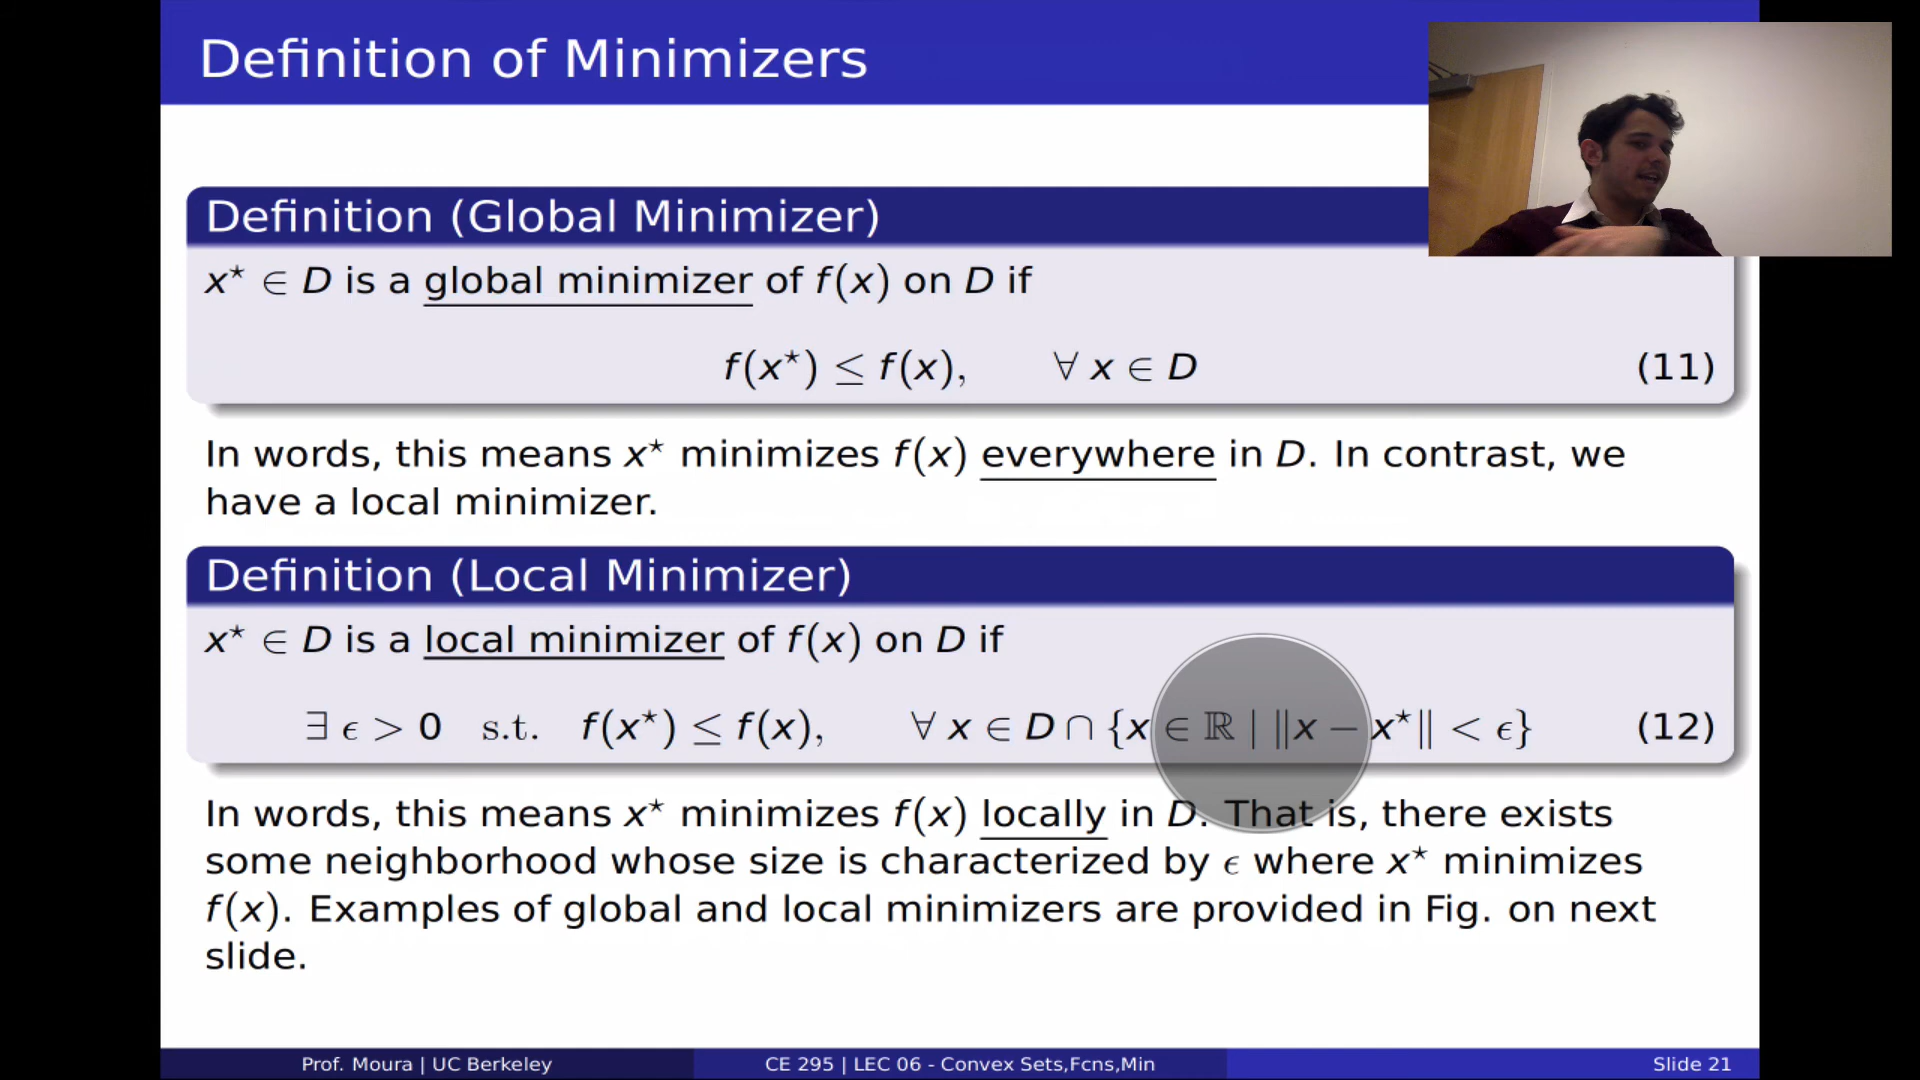 Definition of Minimizers
Definition (Global Minimizer)
x⋆ ∈ D is a global minimizer of f(x) on D if
f(x⋆) ≤ f(x), ∀ x ∈ D (11)
In words, this means x⋆ minimizes f(x) everywhere in D. In contrast, we
have a local minimizer.
Definition (Local Minimizer)
x⋆ ∈ D is a local minimizer of f(x) on D if
∃ ϵ > 0 s.t. f(x⋆) ≤ f(x), ∀ x ∈ D ∩ {x ∈ ℝ | ‖x − x⋆‖ < ϵ} (12)
In words, this means x⋆ minimizes f(x) locally in D. That is, there exists
some neighborhood whose size is characterized by ϵ where x⋆ minimizes
f(x). Examples of global and local minimizers are provided in Fig. on next
slide.
Prof. Moura | UC Berkeley CE 295 | LEC 06 - Convex Sets,Fcns,Min Slide 21